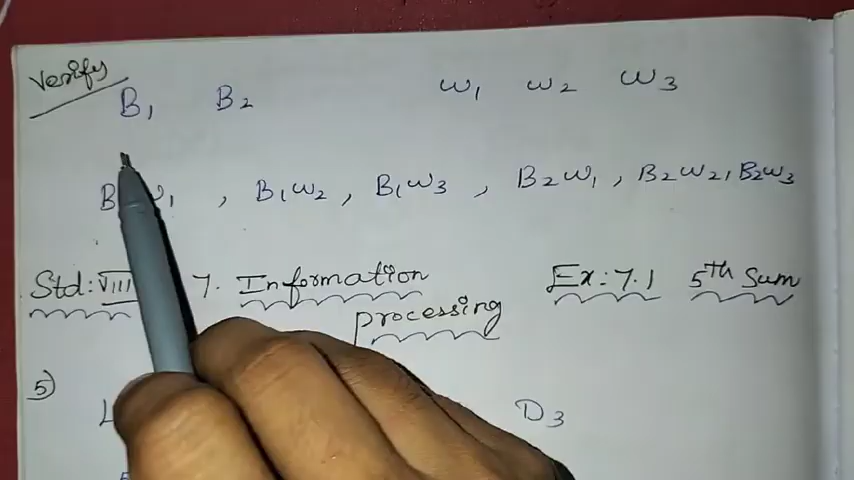 Verify
B1 B2 w1 w2 w3
B1w2, B1w3, B2w1, B2w2, B2w3
Std: VIII 7. Information Ex: 7.1 5th Sum
processing
5) D3